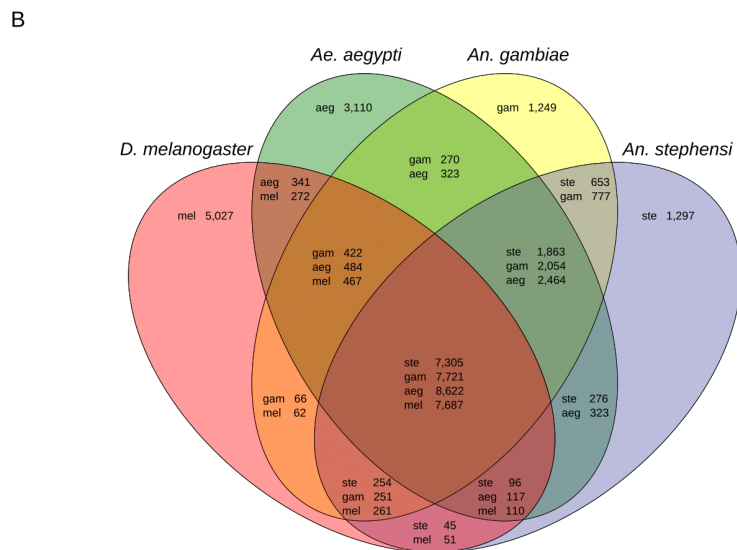 B
Ae. aegypti
An. gambiae
D. melanogaster
An. stephensi
aeg 3,110
gam 1,249
gam 270
aeg 323
aeg 341
mel 272
ste 653
gam 777
mel 5,027
ste 1,297
gam 422
aeg 484
mel 467
ste 1,863
gam 2,054
aeg 2,464
ste 7,305
gam 7,721
aeg 8,622
mel 7,687
gam 66
mel 62
ste 276
aeg 323
ste 254
gam 251
mel 261
ste 96
aeg 117
mel 110
ste 45
mel 51